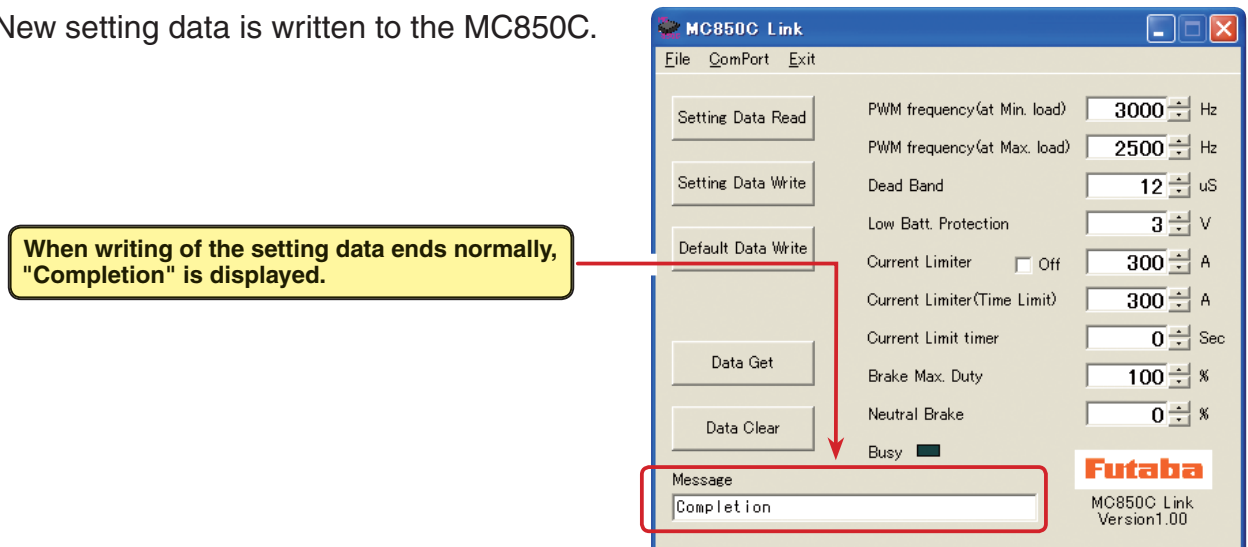 New setting data is written to the MC850C.
When writing of the setting data ends normally,
"Completion" is displayed.
MC850C Link
File ComPort Exit
Setting Data Read
Setting Data Write
Default Data Write
Data Get
Data Clear
PWM frequency(at Min. load) 3000 Hz
PWM frequency(at Max. load) 2500 Hz
Dead Band 12 uS
Low Batt. Protection 3 V
Current Limiter Off 300 A
Current Limiter(Time Limit) 300 A
Current Limit timer 0 Sec
Brake Max. Duty 100 %
Neutral Brake 0 %
Busy
Message
Completion
Futaba
MC850C Link
Version1.00